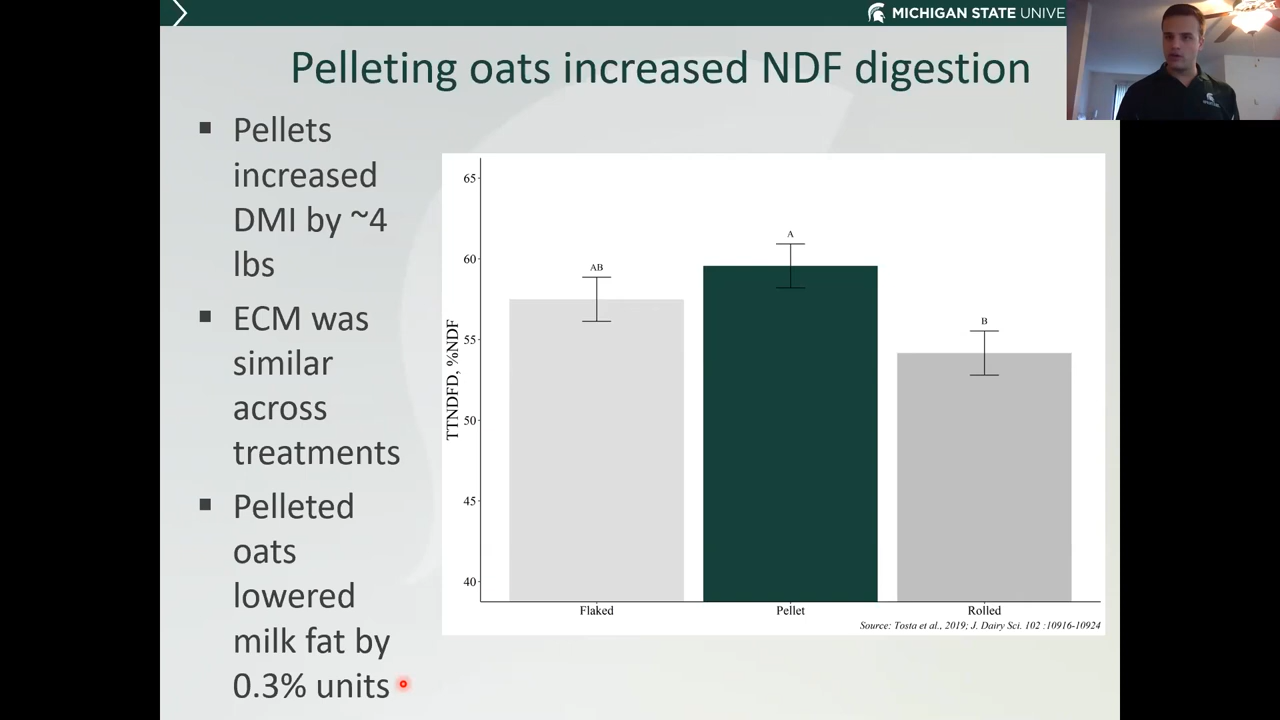 MICHIGAN STATE UNIVE
Pelleting oats increased NDF digestion
▪ Pellets
increased
DMI by ~4
lbs
▪ ECM was
similar
across
treatments
▪ Pelleted
oats
lowered
milk fat by
0.3% units
65
60
55
50
45
40
TTNDFD, %NDF
AB
A
B
Flaked
Pellet
Rolled
Source: Tosta et al., 2019; J. Dairy Sci. 102 :10916-10924